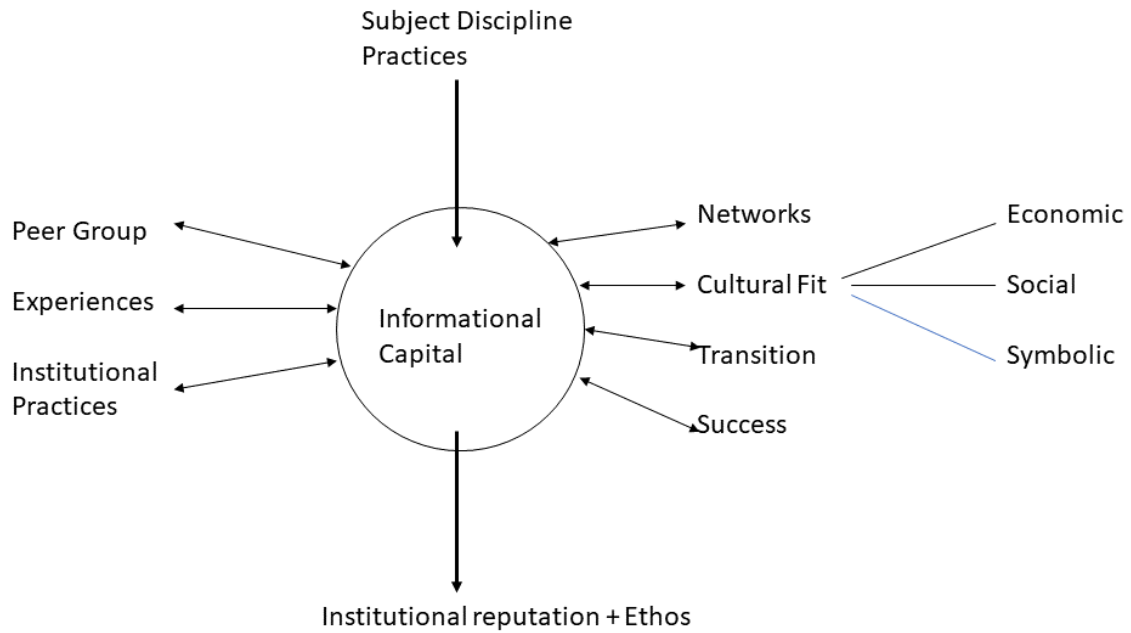 Subject Discipline
Practices
Peer Group
Experiences
Institutional
Practices
Informational
Capital
Networks
Cultural Fit
Transition
Success
Economic
Social
Symbolic
Institutional reputation + Ethos